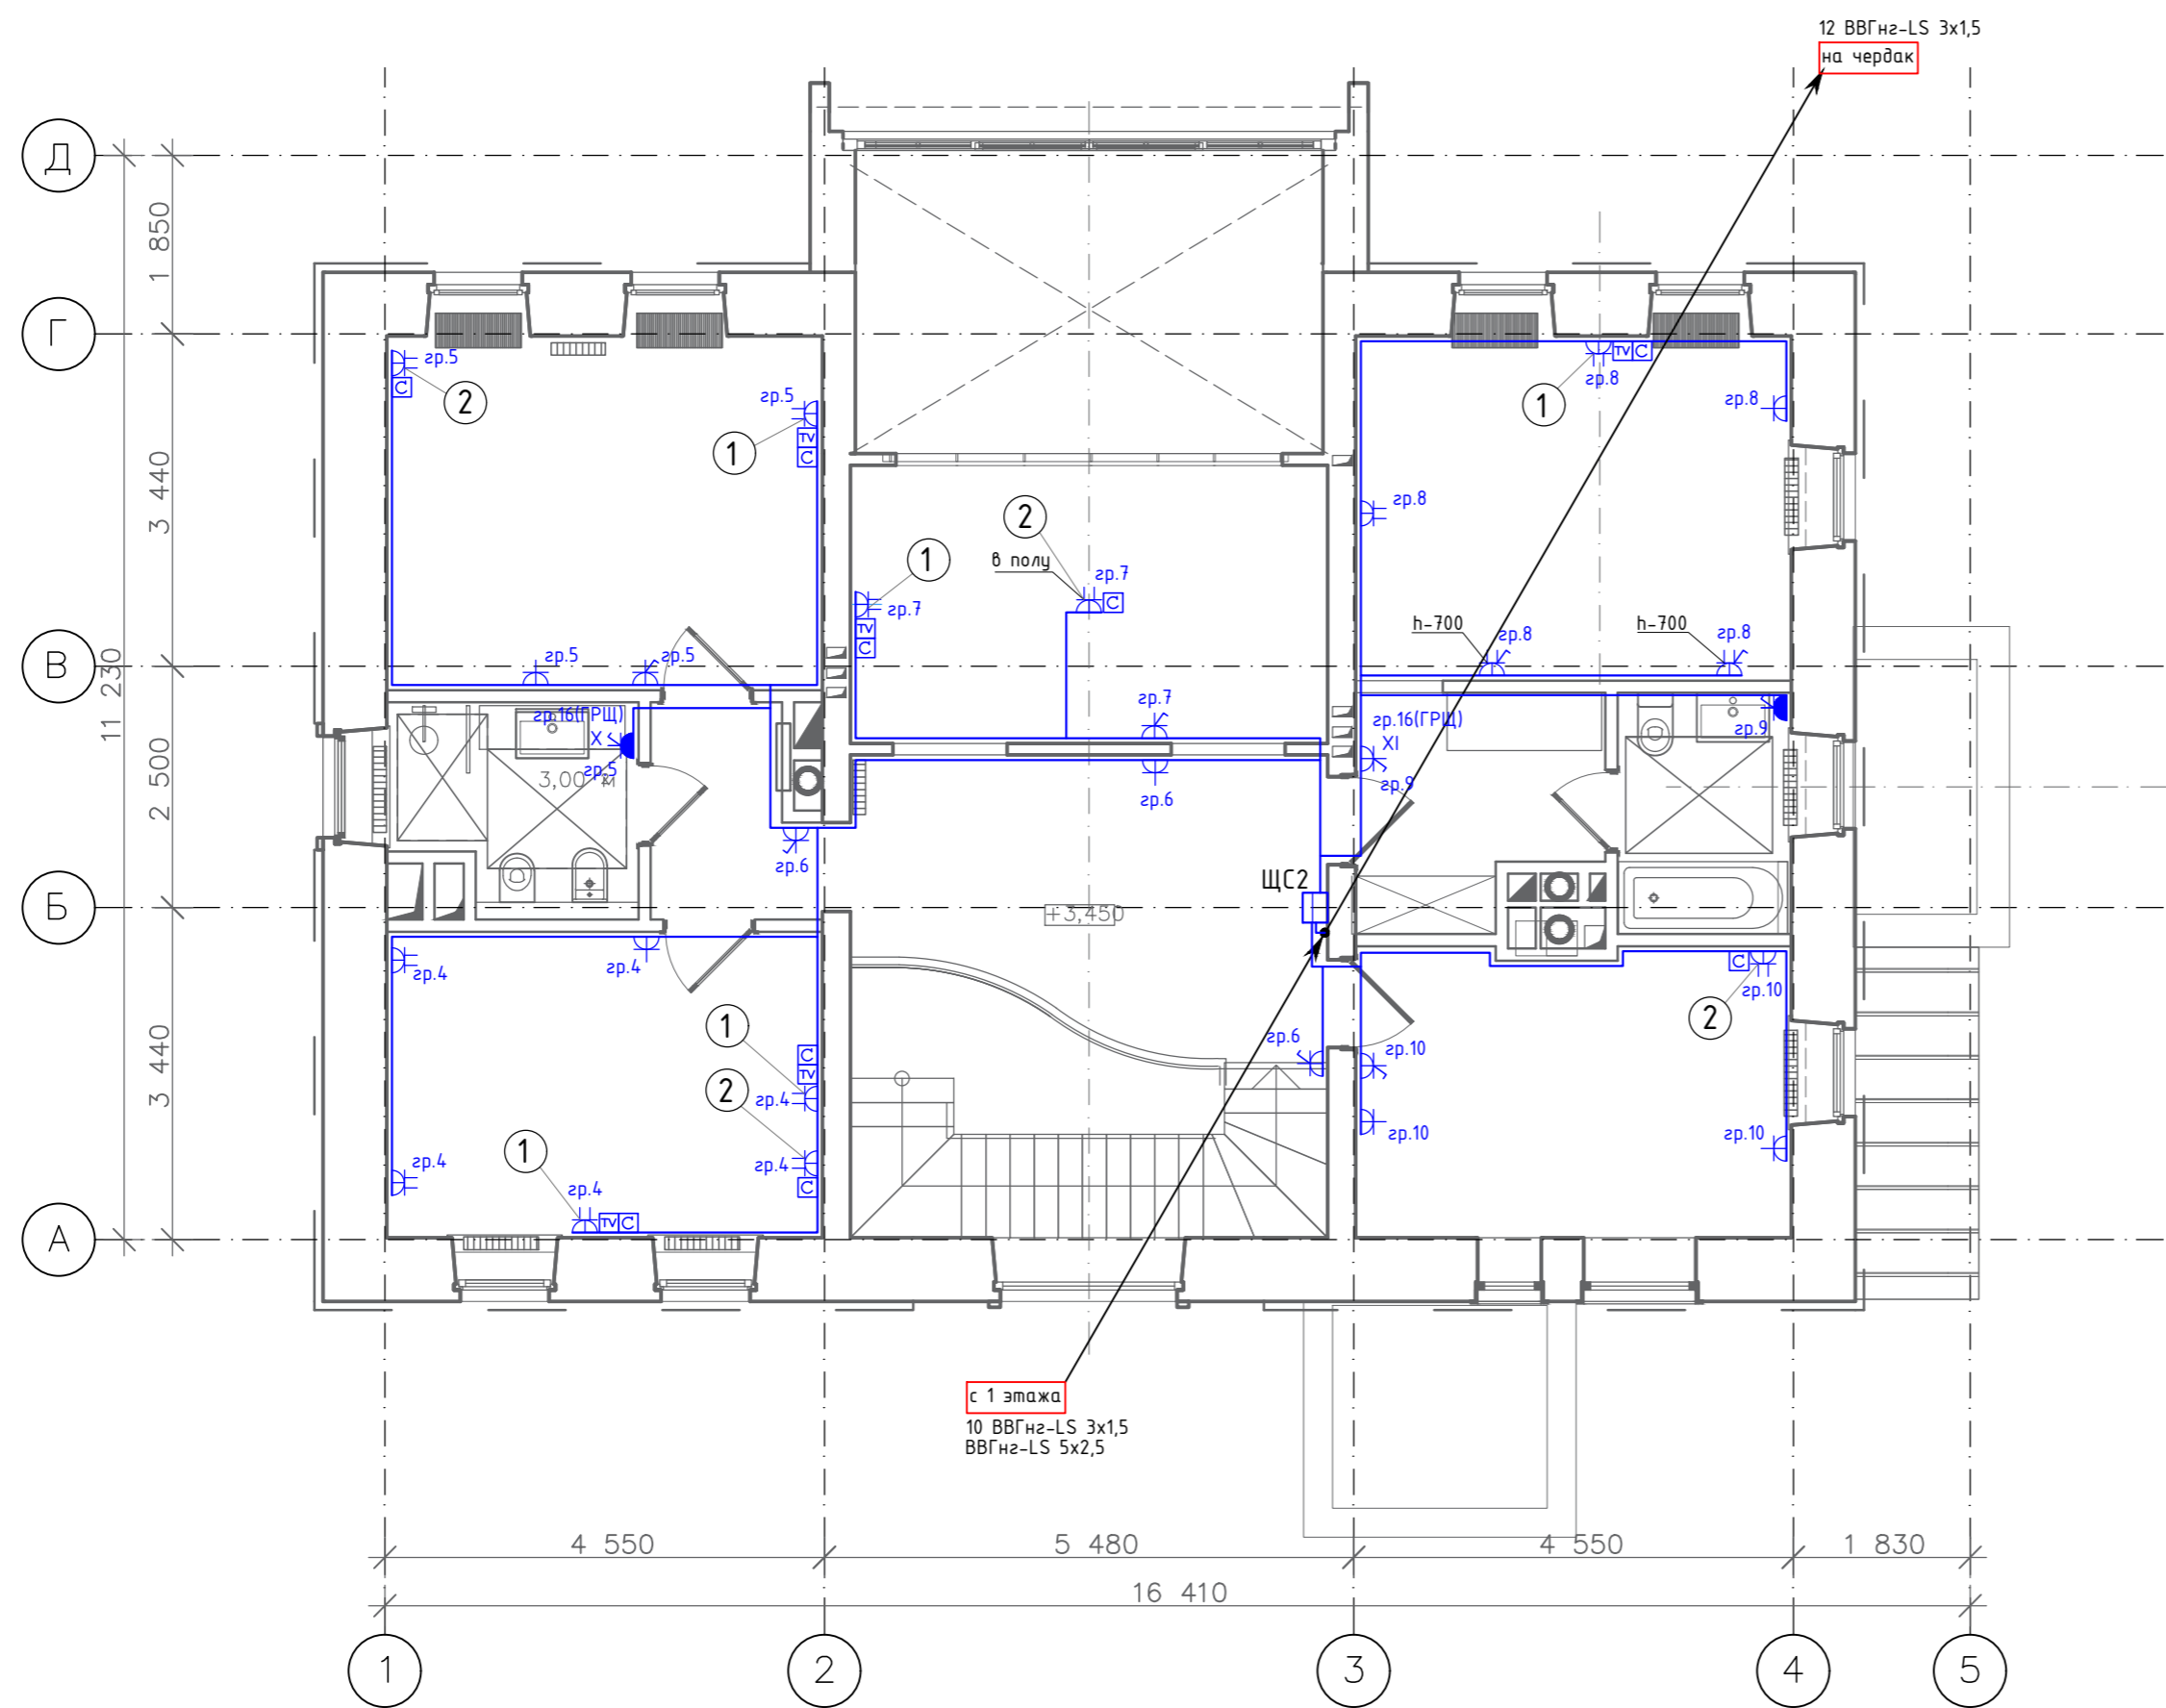 12 ВВГнг-LS 3х1,5
на чердак
Д
1 850
Г
гр.5
С
2
гр.5
1
TV
С
TV С
гр.8
1
гр.8
3 440
гр.8
2
в полу
1
гр.7
С
гр.7
TV
С
h-700
гр.8
h-700
гр.8
В
11 230
гр.5
гр.5
гр.7
гр.16(ГРЩ)
X
гр.5
3,00 м
гр.16(ГРЩ)
XI
гр.9
гр.9
2 500
гр.6
гр.6
ЩС2
Б
+3,450
гр.4
гр.4
С
гр.10
2
1
С
TV
гр.4
2
гр.4
С
гр.6
гр.10
3 440
гр.10
гр.10
1
гр.4
гр.4
TV С
А
с 1 этажа
10 ВВГнг-LS 3х1,5
ВВГнг-LS 5х2,5
4 550
5 480
4 550
1 830
16 410
1
2
3
4
5